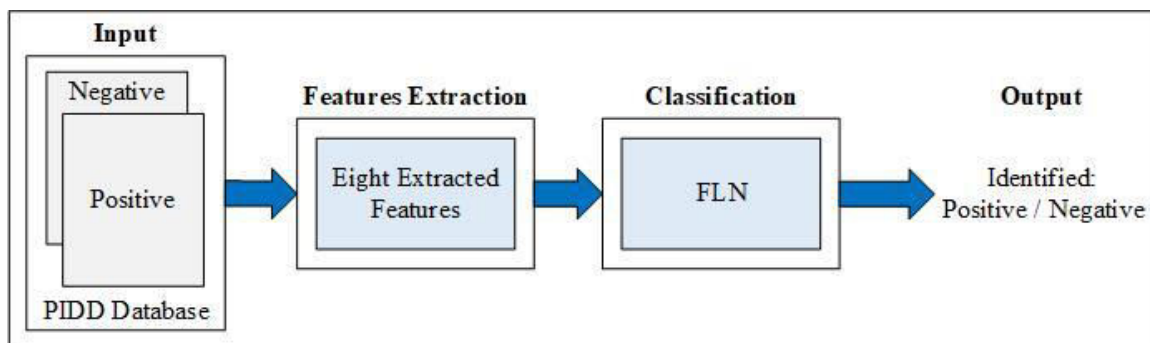 Input
Negative
Positive
PIDD Database
Features Extraction
Eight Extracted
Features
Classification
FLN
Output
Identified:
Positive / Negative